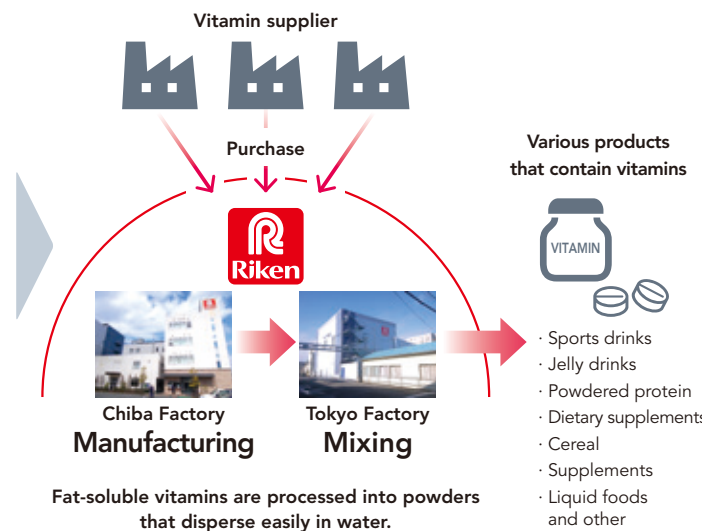 Vitamin supplier
Purchase
R
Riken
Chiba Factory
Manufacturing
Tokyo Factory
Mixing
Fat-soluble vitamins are processed into powders
that disperse easily in water.
Various products
that contain vitamins
VITAMIN
· Sports drinks
· Jelly drinks
· Powdered protein
· Dietary supplements
· Cereal
· Supplements
· Liquid foods
and other